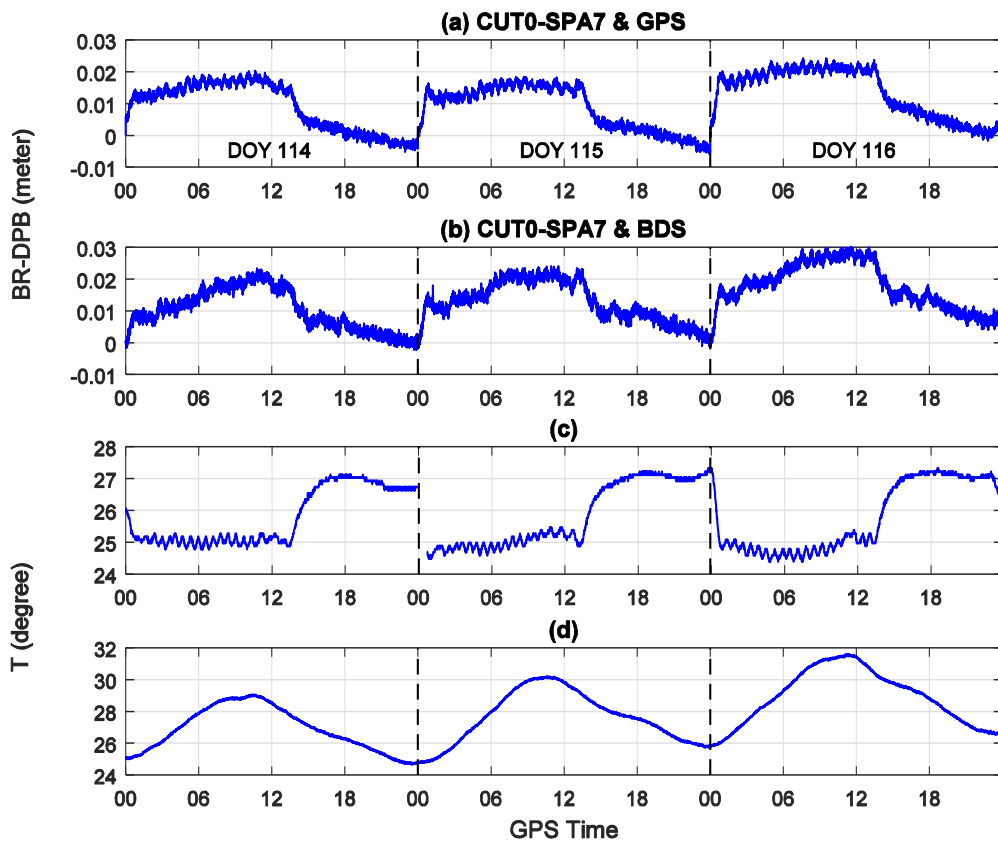 (a) CUT0-SPA7 & GPS
0.03
0.02
0.01
0
-0.01
DOY 114 DOY 115 DOY 116
00 06 12 18 00 06 12 18 00 06 12 18
(b) CUT0-SPA7 & BDS
0.03
0.02
0.01
0
-0.01
00 06 12 18 00 06 12 18 00 06 12 18
BR-DPB (meter)
(c)
28
27
26
25
24
00 06 12 18 00 06 12 18 00 06 12 18
(d)
32
30
28
26
24
00 06 12 18 00 06 12 18 00 06 12 18
T (degree)
GPS Time